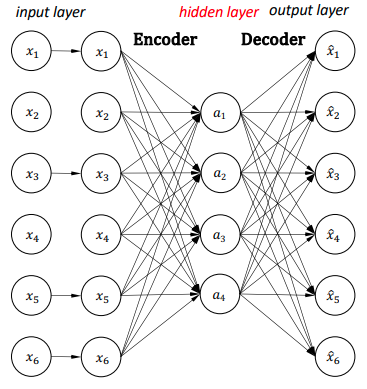 input layer hidden layer output layer
Encoder Decoder
x₁ x₁ x̂₁
x₂ x₂ a₁ x̂₂
x₃ x₃ a₂ x̂₃
x₄ x₄ a₃ x̂₄
x₅ x₅ a₄ x̂₅
x₆ x₆ x̂₆